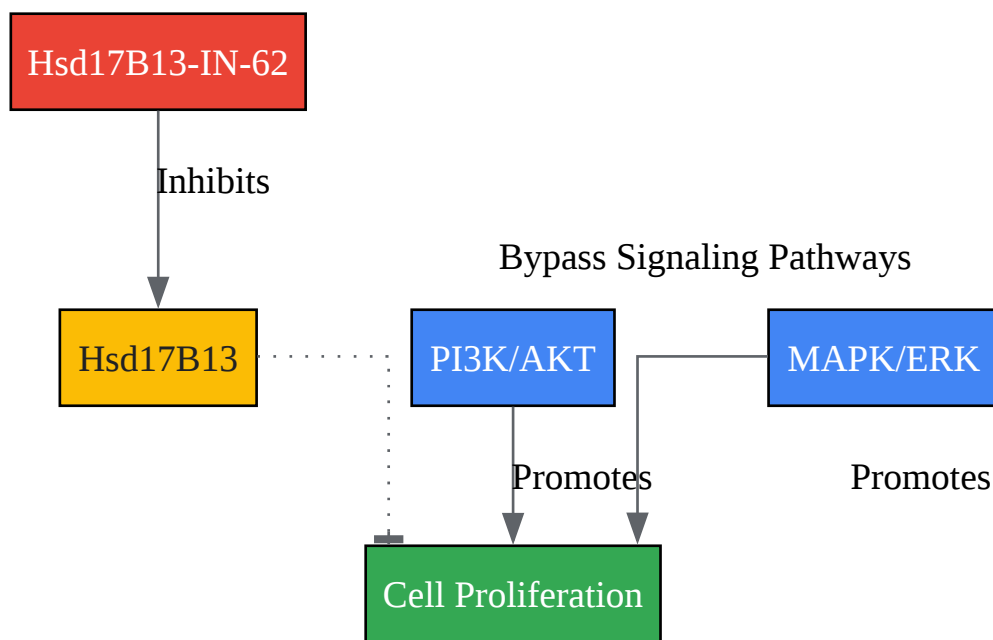 Hsd17B13-IN-62
Inhibits
Bypass Signaling Pathways
Hsd17B13
PI3K/AKT
MAPK/ERK
Promotes
Promotes
Cell Proliferation